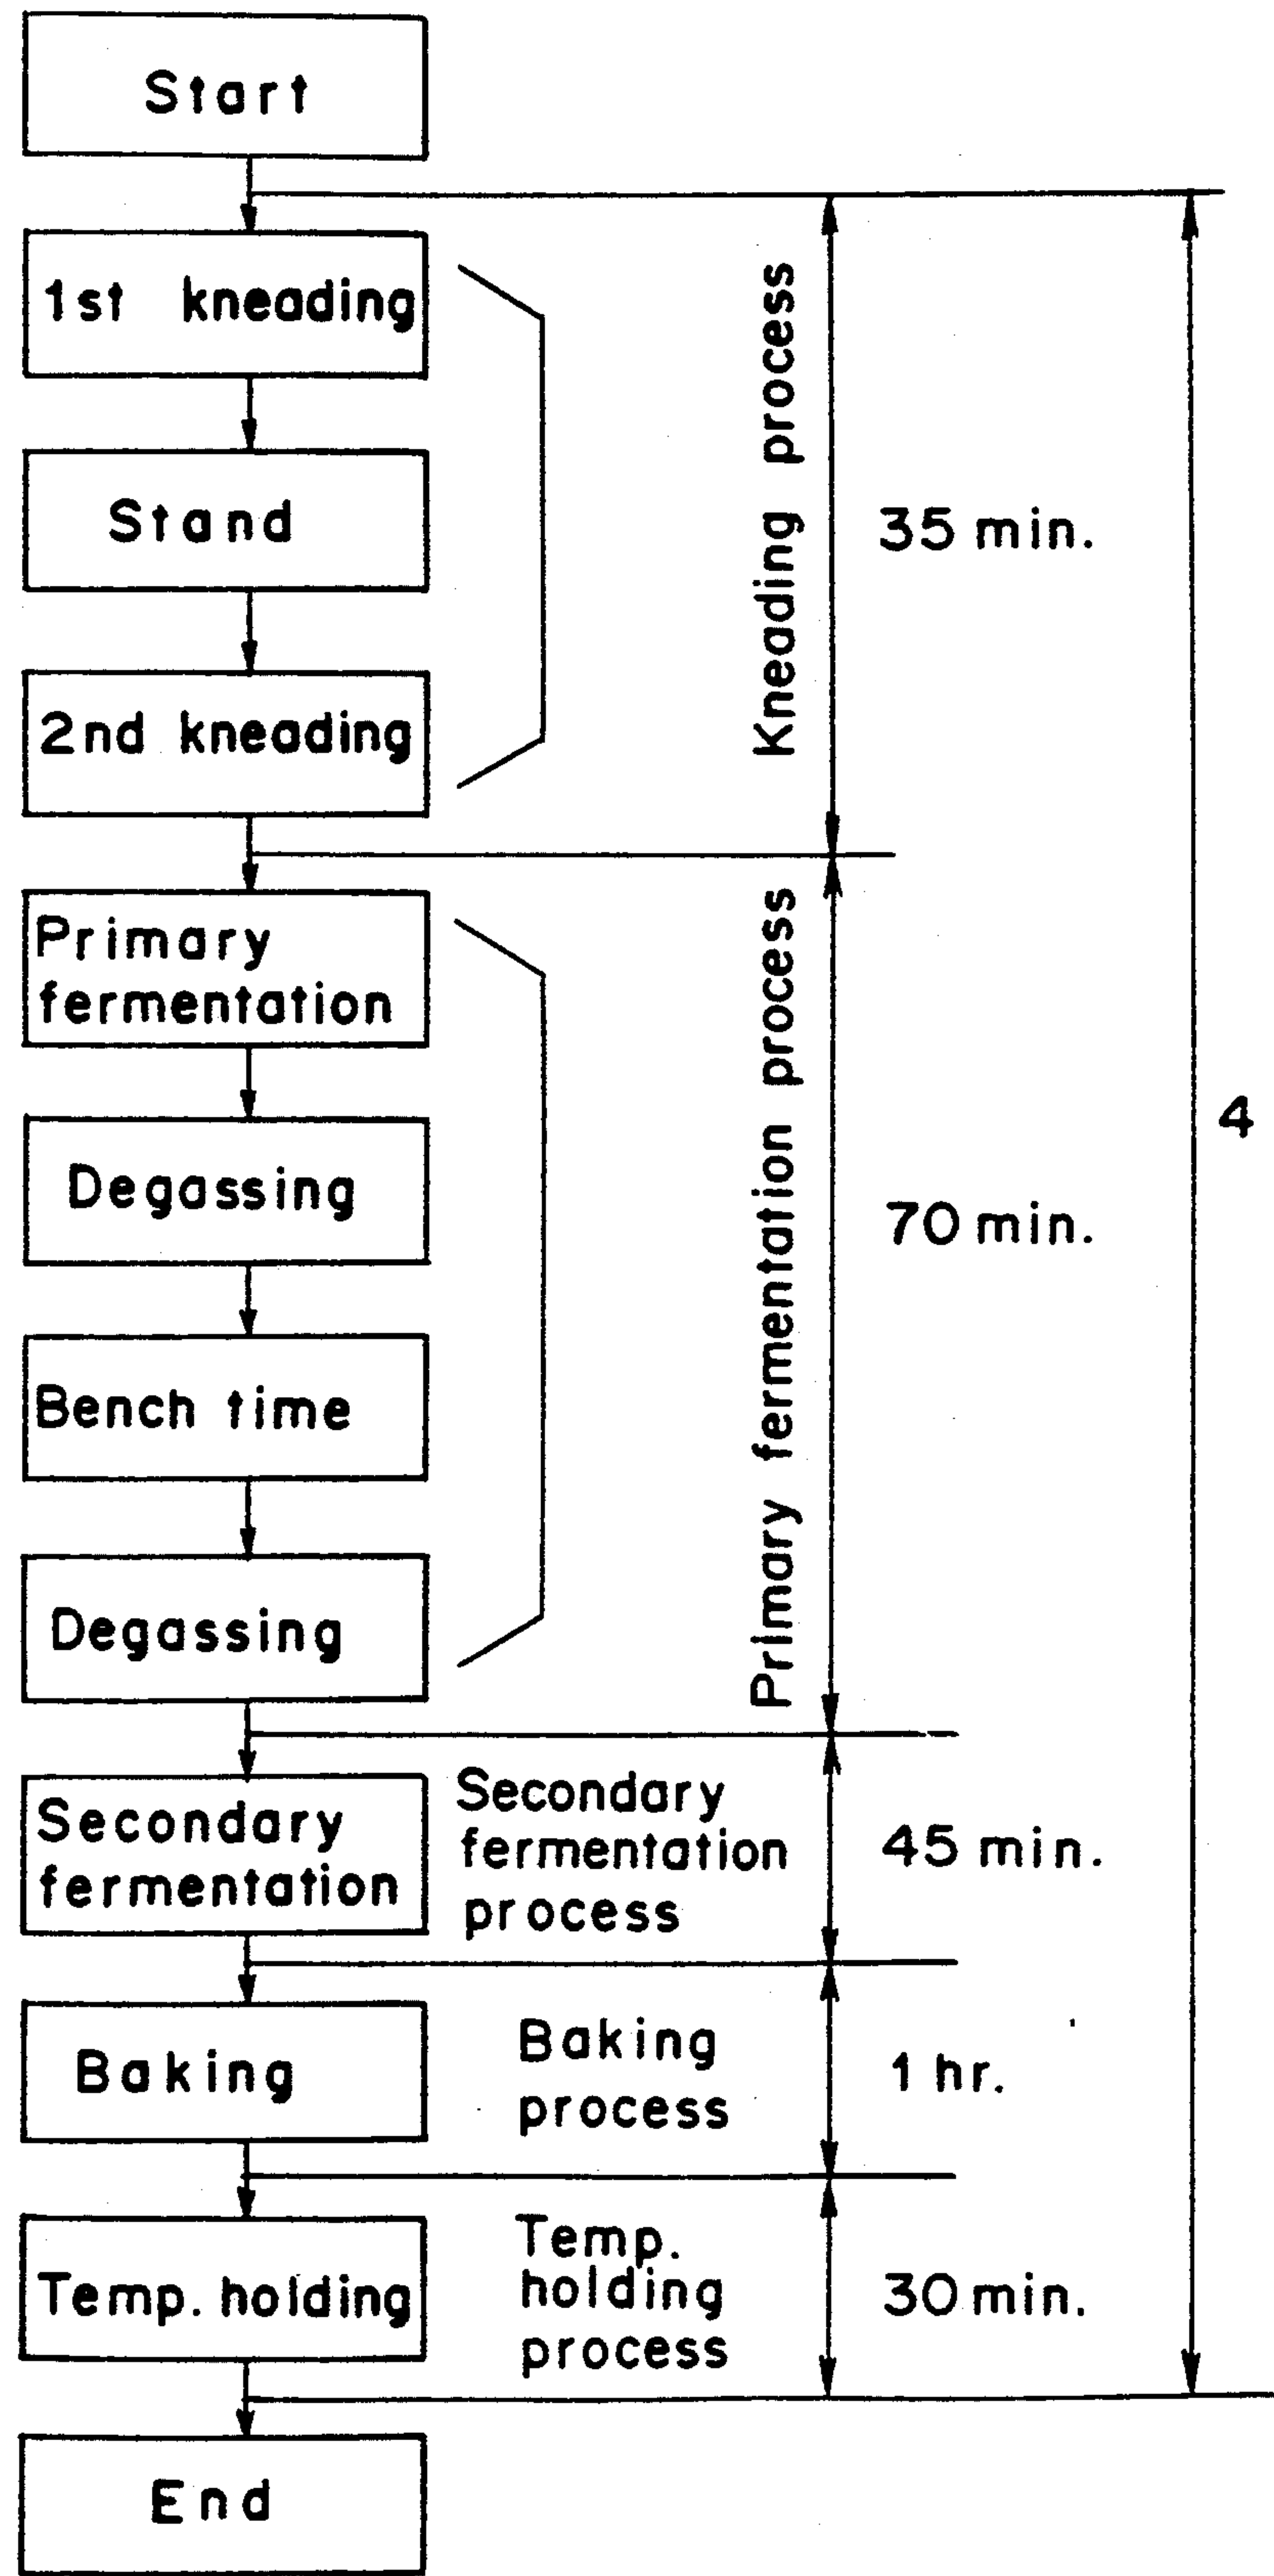 Start
1st kneading
Stand
2nd kneading
Kneading process
35 min.
Primary
fermentation
Degassing
Bench time
Degassing
Primary fermentation process
70 min.
4
Secondary
fermentation
Secondary
fermentation
process
45 min.
Baking
Baking
process
1 hr.
Temp. holding
Temp.
holding
process
30 min.
End